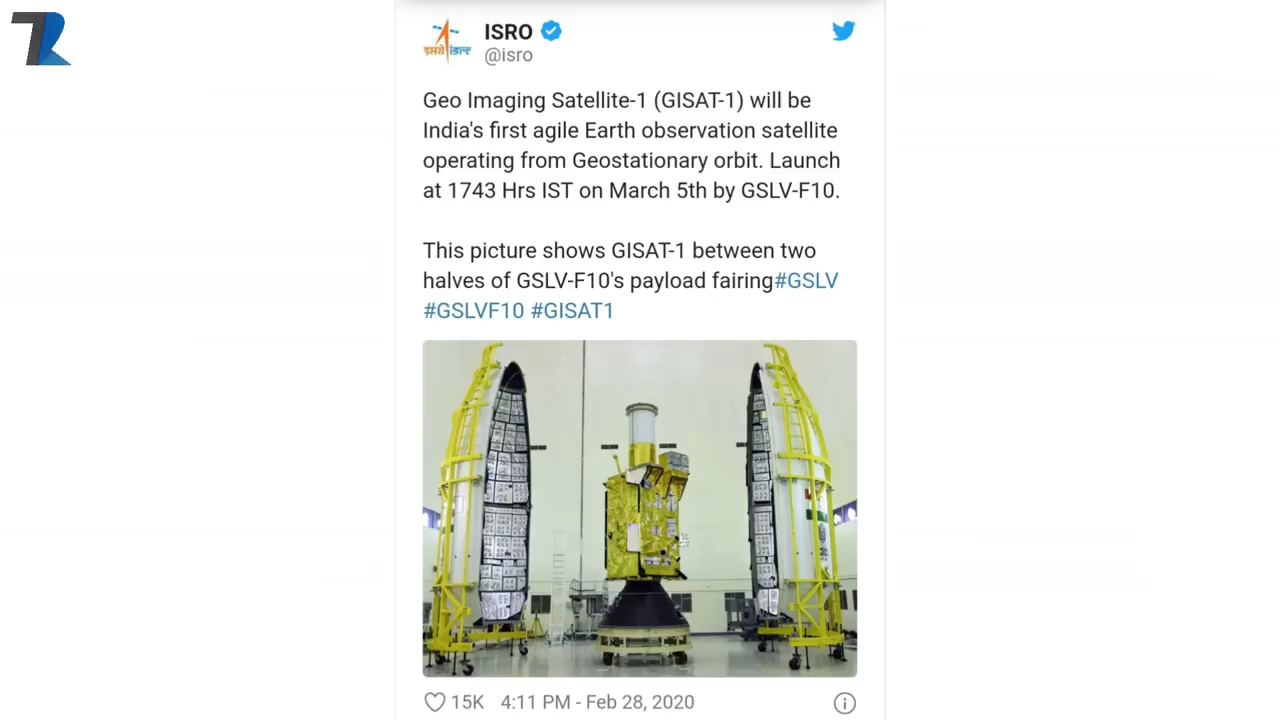 ISRO
@isro
Geo Imaging Satellite-1 (GISAT-1) will be
India's first agile Earth observation satellite
operating from Geostationary orbit. Launch
at 1743 Hrs IST on March 5th by GSLV-F10.
This picture shows GISAT-1 between two
halves of GSLV-F10's payload fairing#GSLV
#GSLVF10 #GISAT1
15K 4:11 PM - Feb 28, 2020